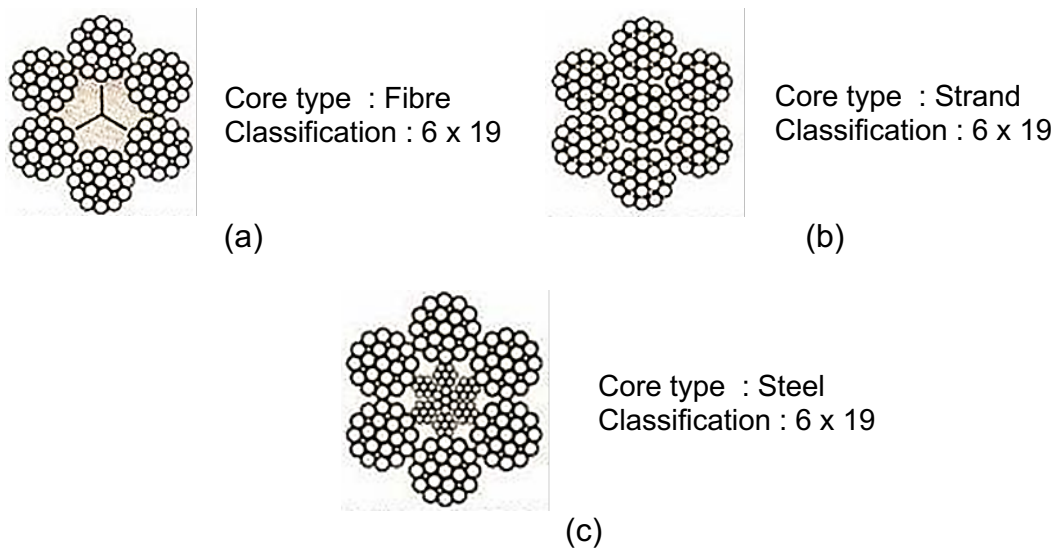 Core type : Fibre
Classification : 6 x 19
(a)
Core type : Strand
Classification : 6 x 19
(b)
Core type : Steel
Classification : 6 x 19
(c)